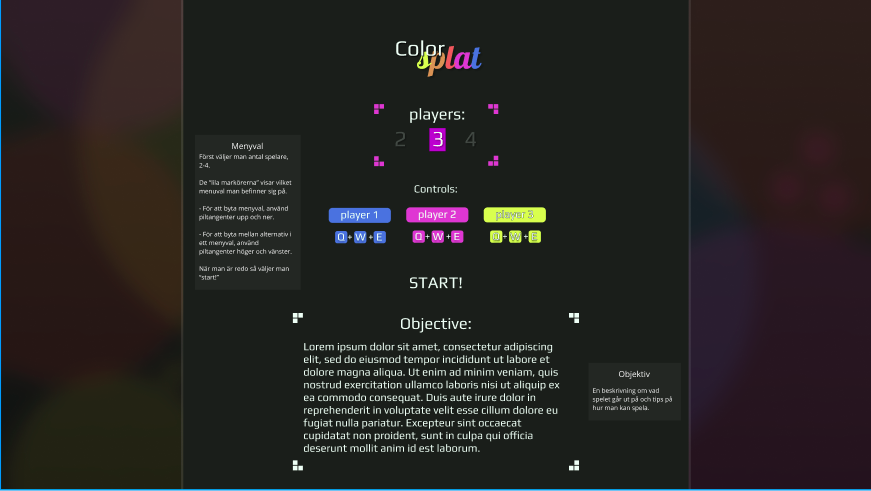 Color
splat
players:
2 3 4
Menyval
Först väljer man antal spelare,
2-4.
De "lila markörerna" visar vilket
menuval man befinner sig på.
- För att byta menyval, använd
piltangenter upp och ner.
- För att byta mellan alternativ i
ett menyval, använd
piltangenter höger och vänster.
När man är redo så väljer man
"start!"
Controls:
player 1 player 2 player 3
Q+W+E Q+W+E Q+W+E
START!
Objective:
Lorem ipsum dolor sit amet, consectetur adipiscing
elit, sed do eiusmod tempor incididunt ut labore et
dolore magna aliqua. Ut enim ad minim veniam, quis
nostrud exercitation ullamco laboris nisi ut aliquip ex
ea commodo consequat. Duis aute irure dolor in
reprehenderit in voluptate velit esse cillum dolore eu
fugiat nulla pariatur. Excepteur sint occaecat
cupidatat non proident, sunt in culpa qui officia
deserunt mollit anim id est laborum.
Objektiv
En beskrivning om vad
spelet går ut på och tips på
hur man kan spela.